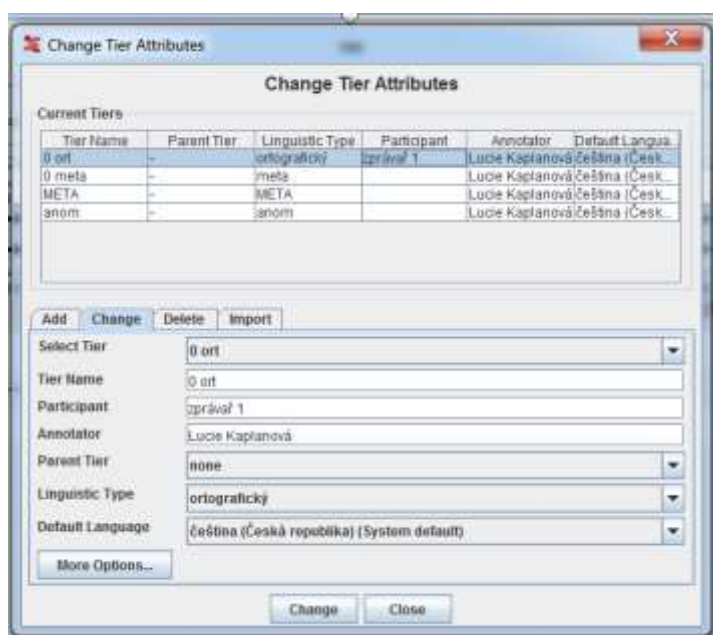 Change Tier Attributes
Change Tier Attributes
Current Tiers
Tier Name Parent Tier Linguistic Type Participant Annotator Default Langua...
0 ort - ortografický zprávař 1 Lucie Kaplanová čeština (Česk...
0 meta - meta Lucie Kaplanová čeština (Česk...
META - META Lucie Kaplanová čeština (Česk...
anom - anom Lucie Kaplanová čeština (Česk...
Add Change Delete Import
Select Tier 0 ort
Tier Name 0 ort
Participant zprávař 1
Annotator Lucie Kaplanová
Parent Tier none
Linguistic Type ortografický
Default Language čeština (Česká republika) (System default)
More Options...
Change Close